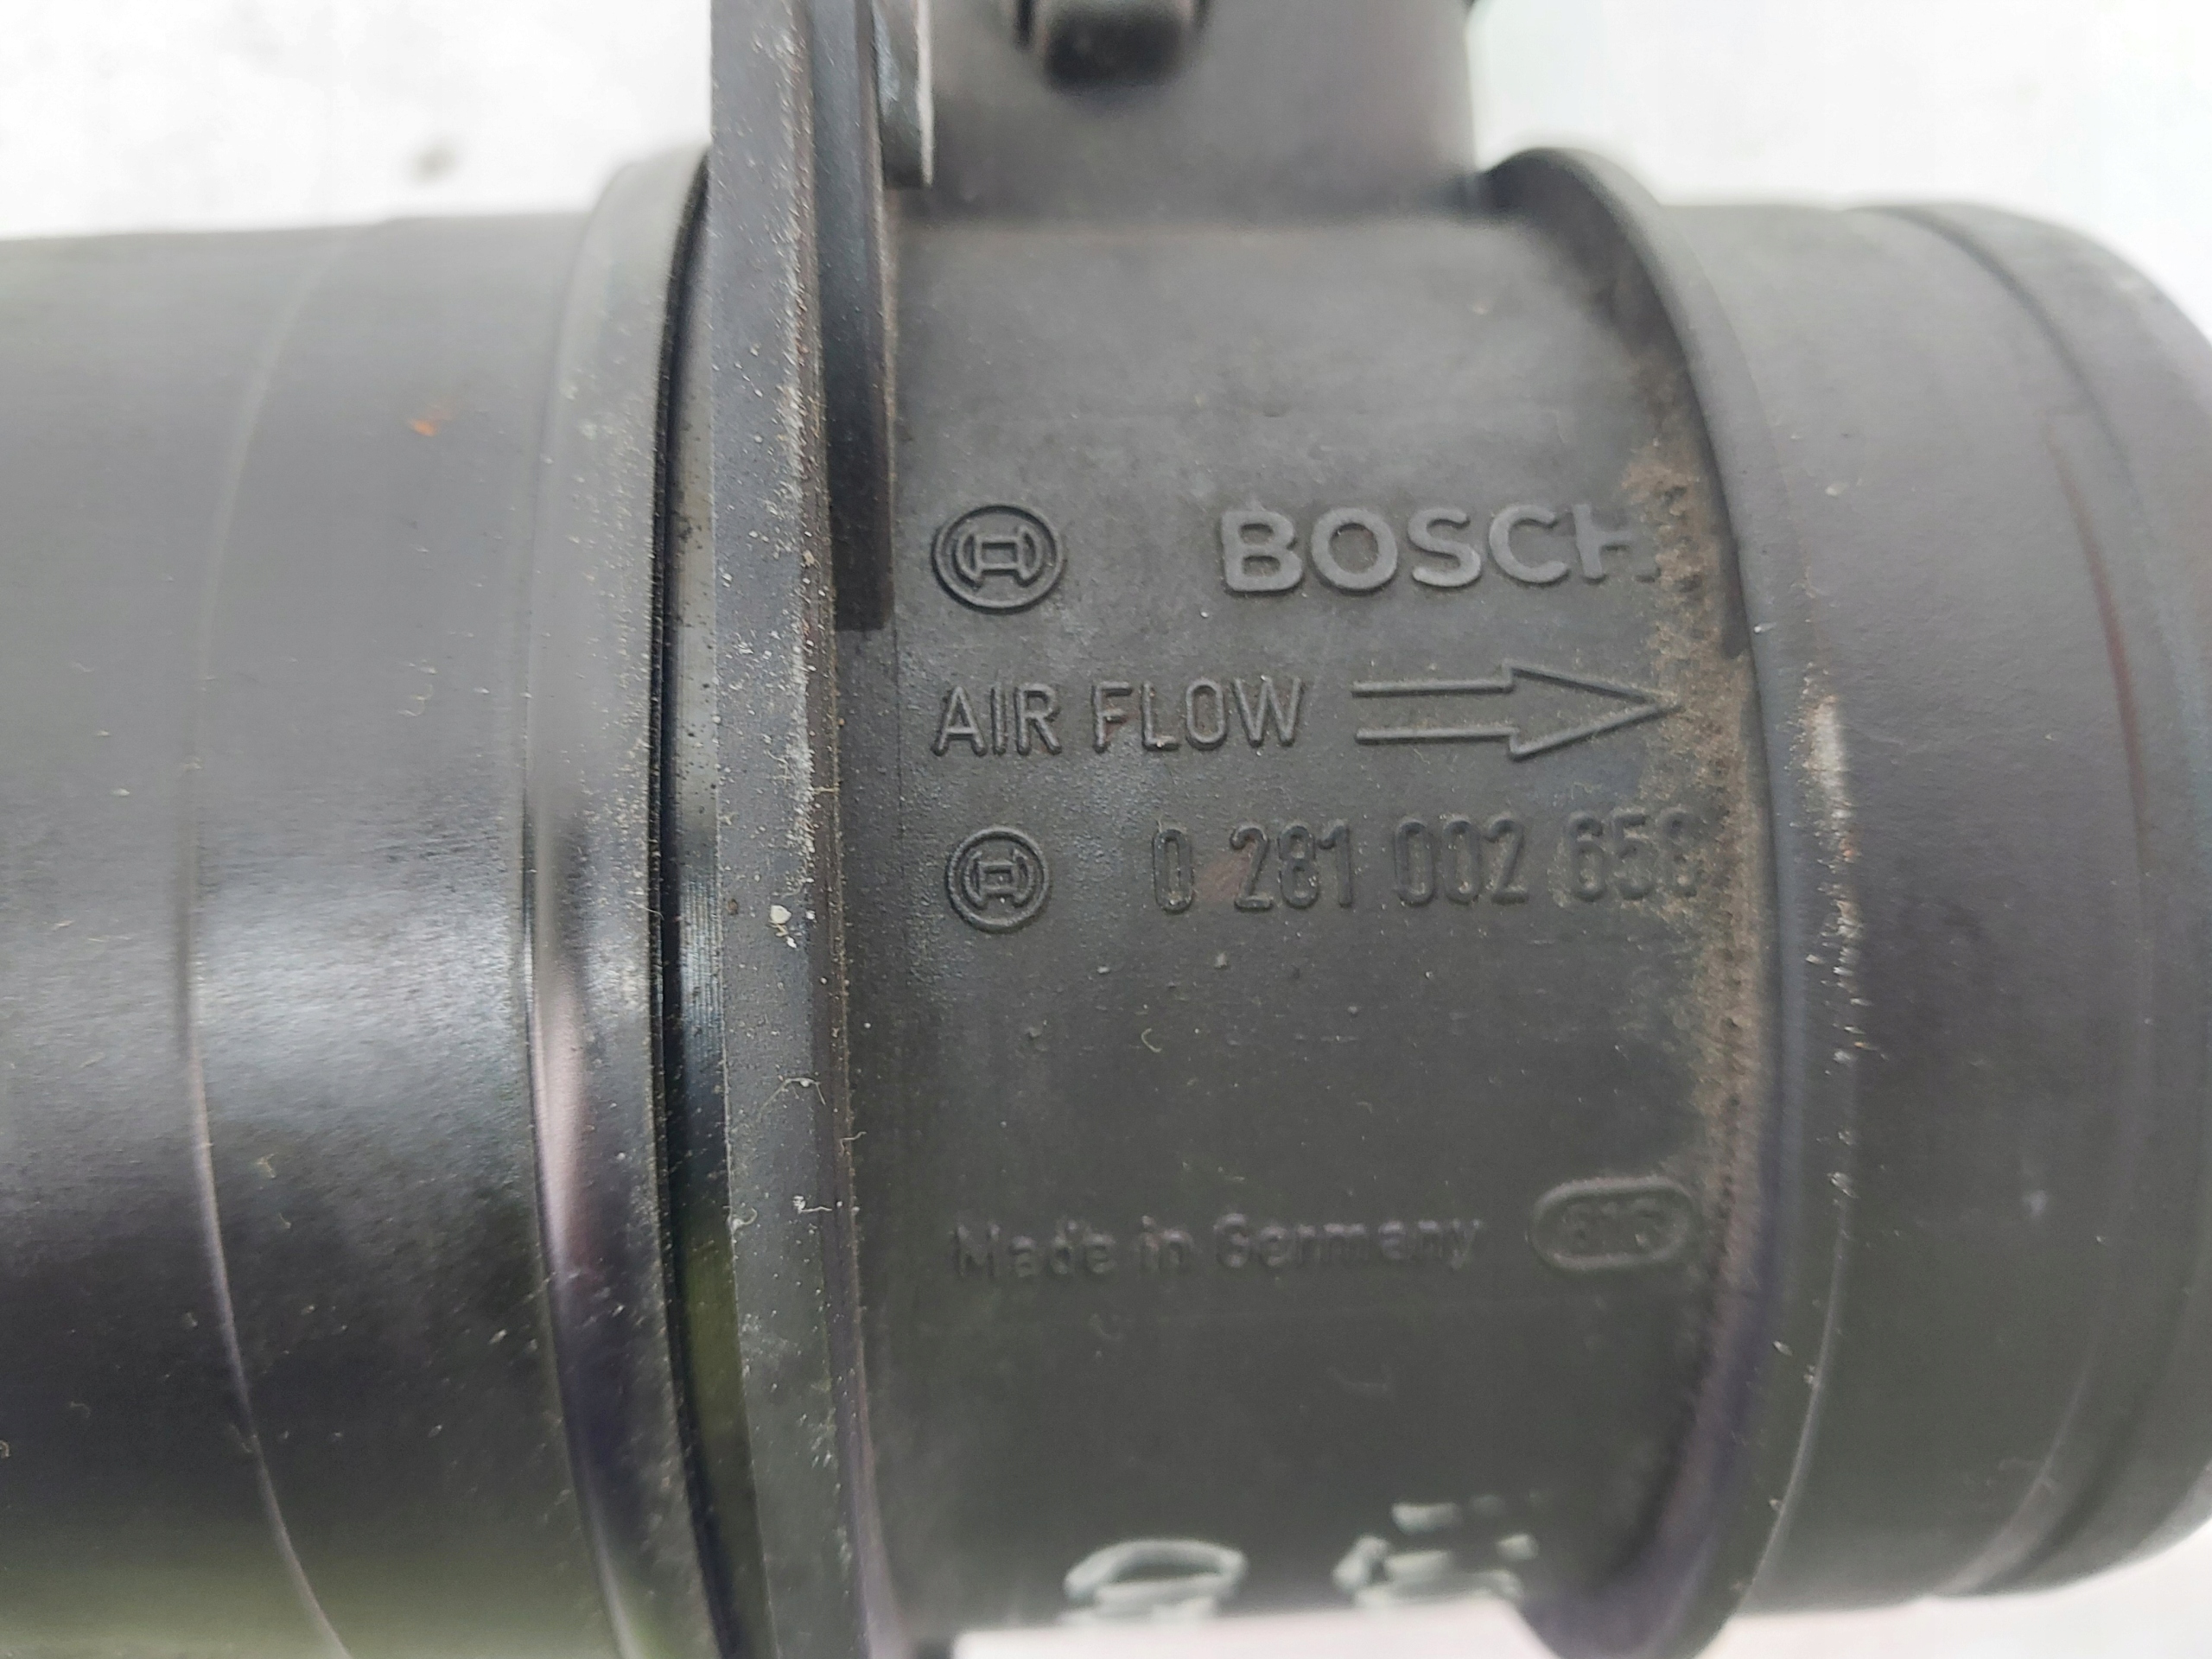 BOSCH
AIR FLOW
0 281 002 658
Made in Germany